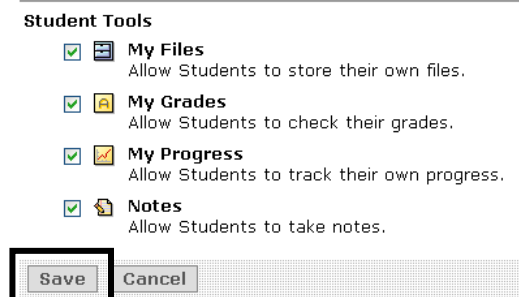 Student Tools
My Files
Allow Students to store their own files.
My Grades
Allow Students to check their grades.
My Progress
Allow Students to track their own progress.
Notes
Allow Students to take notes.
Save Cancel